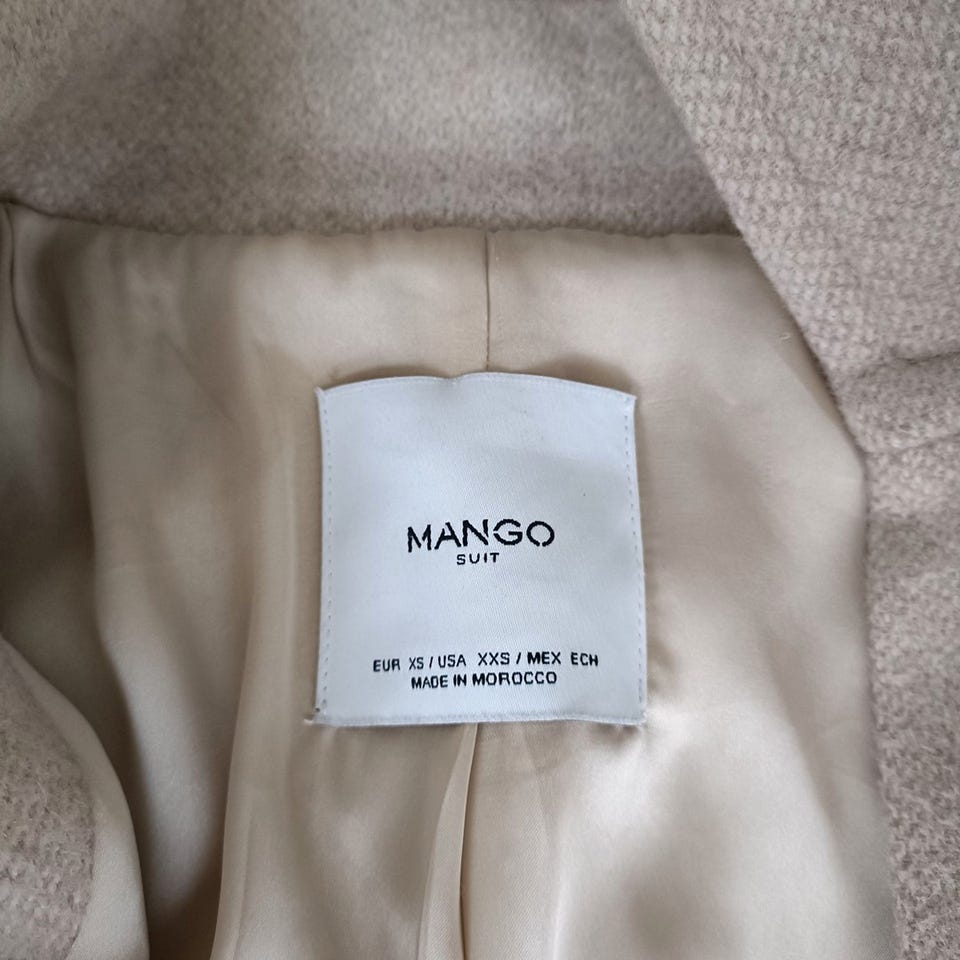 MANGO
SUIT
EUR XS / USA XXS / MEX ECH
MADE IN MOROCCO